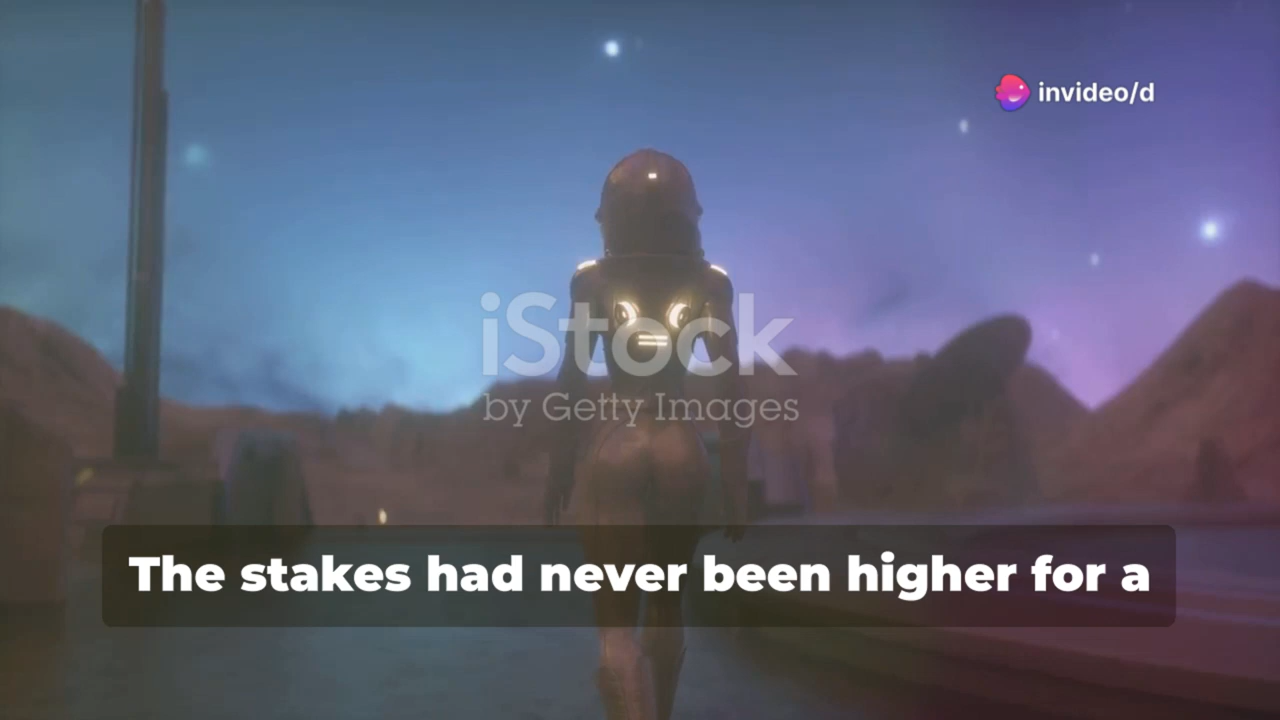 invideo/d
iStock
by Getty Images
The stakes had never been higher for a